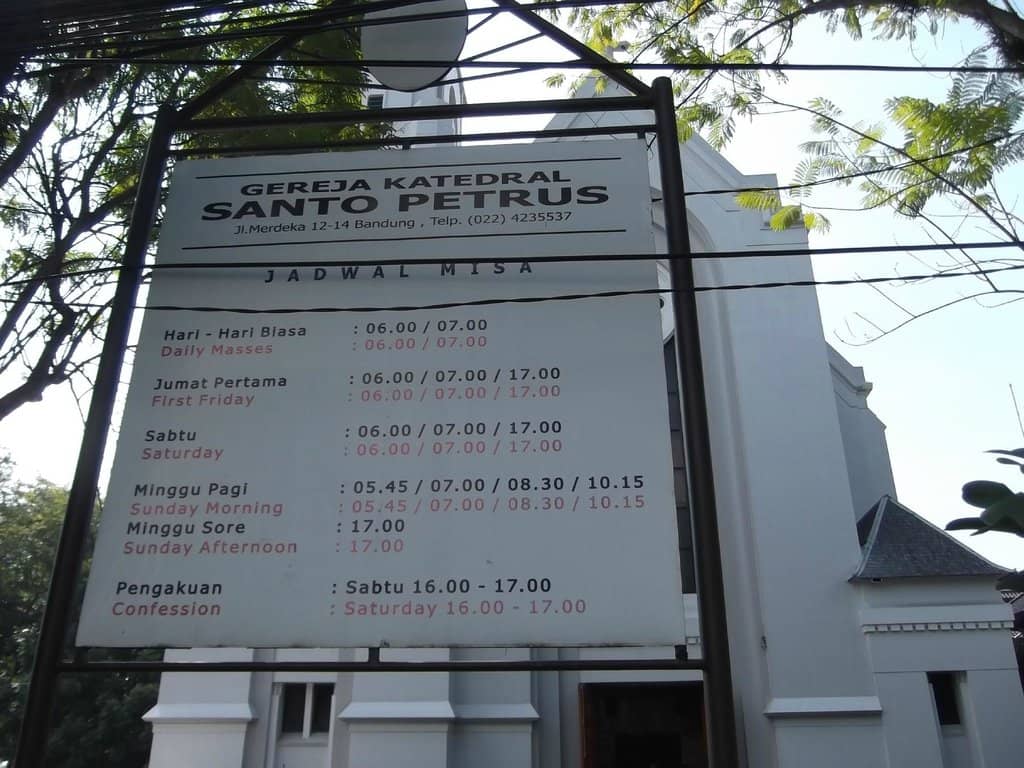 GEREJA KATEDRAL
SANTO PETRUS
Jl.Merdeka 12-14 Bandung , Telp. (022) 4235537
JADWAL MISA
Hari - Hari Biasa : 06.00 / 07.00
Daily Masses : 06.00 / 07.00
Jumat Pertama : 06.00 / 07.00 / 17.00
First Friday : 06.00 / 07.00 / 17.00
Sabtu : 06.00 / 07.00 / 17.00
Saturday : 06.00 / 07.00 / 17.00
Minggu Pagi : 05.45 / 07.00 / 08.30 / 10.15
Sunday Morning : 05.45 / 07.00 / 08.30 / 10.15
Minggu Sore : 17.00
Sunday Afternoon : 17.00
Pengakuan : Sabtu 16.00 - 17.00
Confession : Saturday 16.00 - 17.00